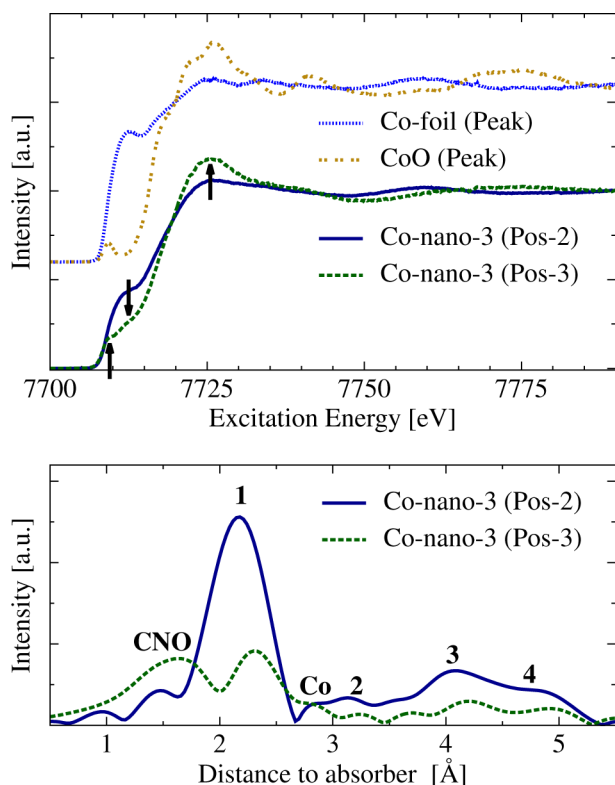 Intensity [a.u.]
Co-foil (Peak)
CoO (Peak)
Co-nano-3 (Pos-2)
Co-nano-3 (Pos-3)
7700 7725 7750 7775
Excitation Energy [eV]
Intensity [a.u.]
1
Co-nano-3 (Pos-2)
Co-nano-3 (Pos-3)
CNO
Co 2 3 4
1 2 3 4 5
Distance to absorber [Å]